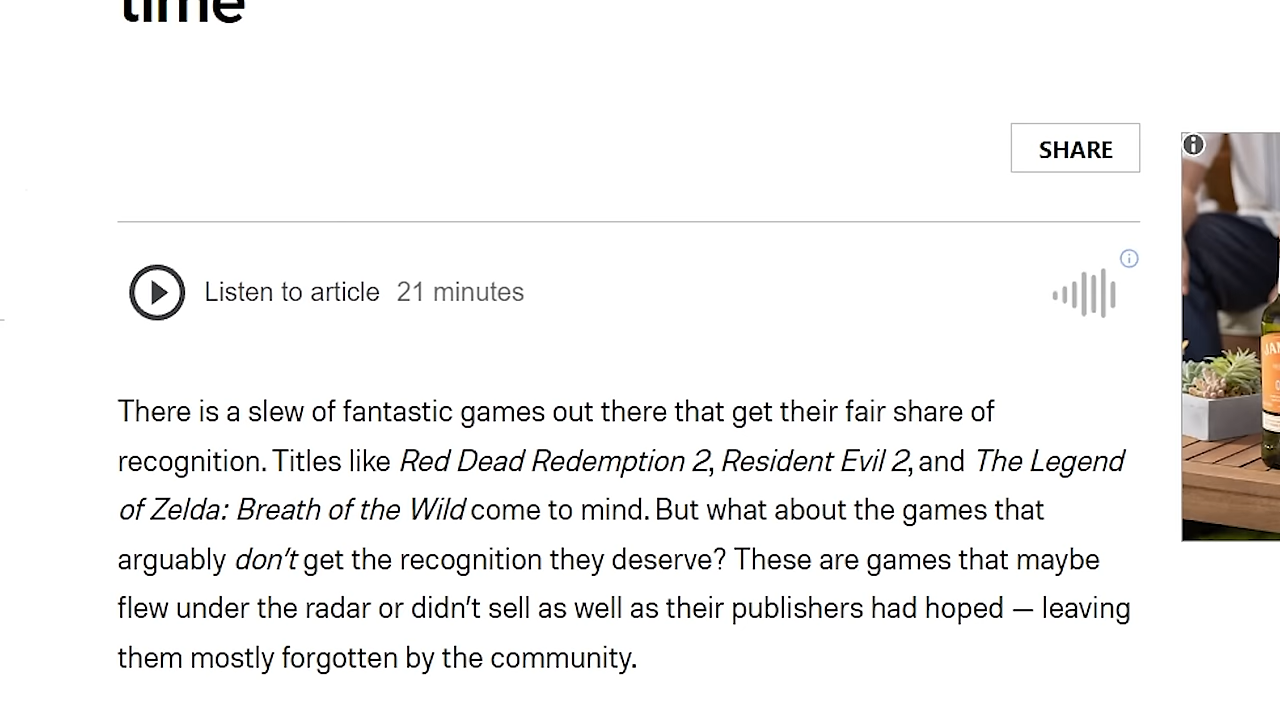 time
SHARE
Listen to article 21 minutes
There is a slew of fantastic games out there that get their fair share of
recognition. Titles like Red Dead Redemption 2, Resident Evil 2, and The Legend
of Zelda: Breath of the Wild come to mind. But what about the games that
arguably don't get the recognition they deserve? These are games that maybe
flew under the radar or didn't sell as well as their publishers had hoped — leaving
them mostly forgotten by the community.